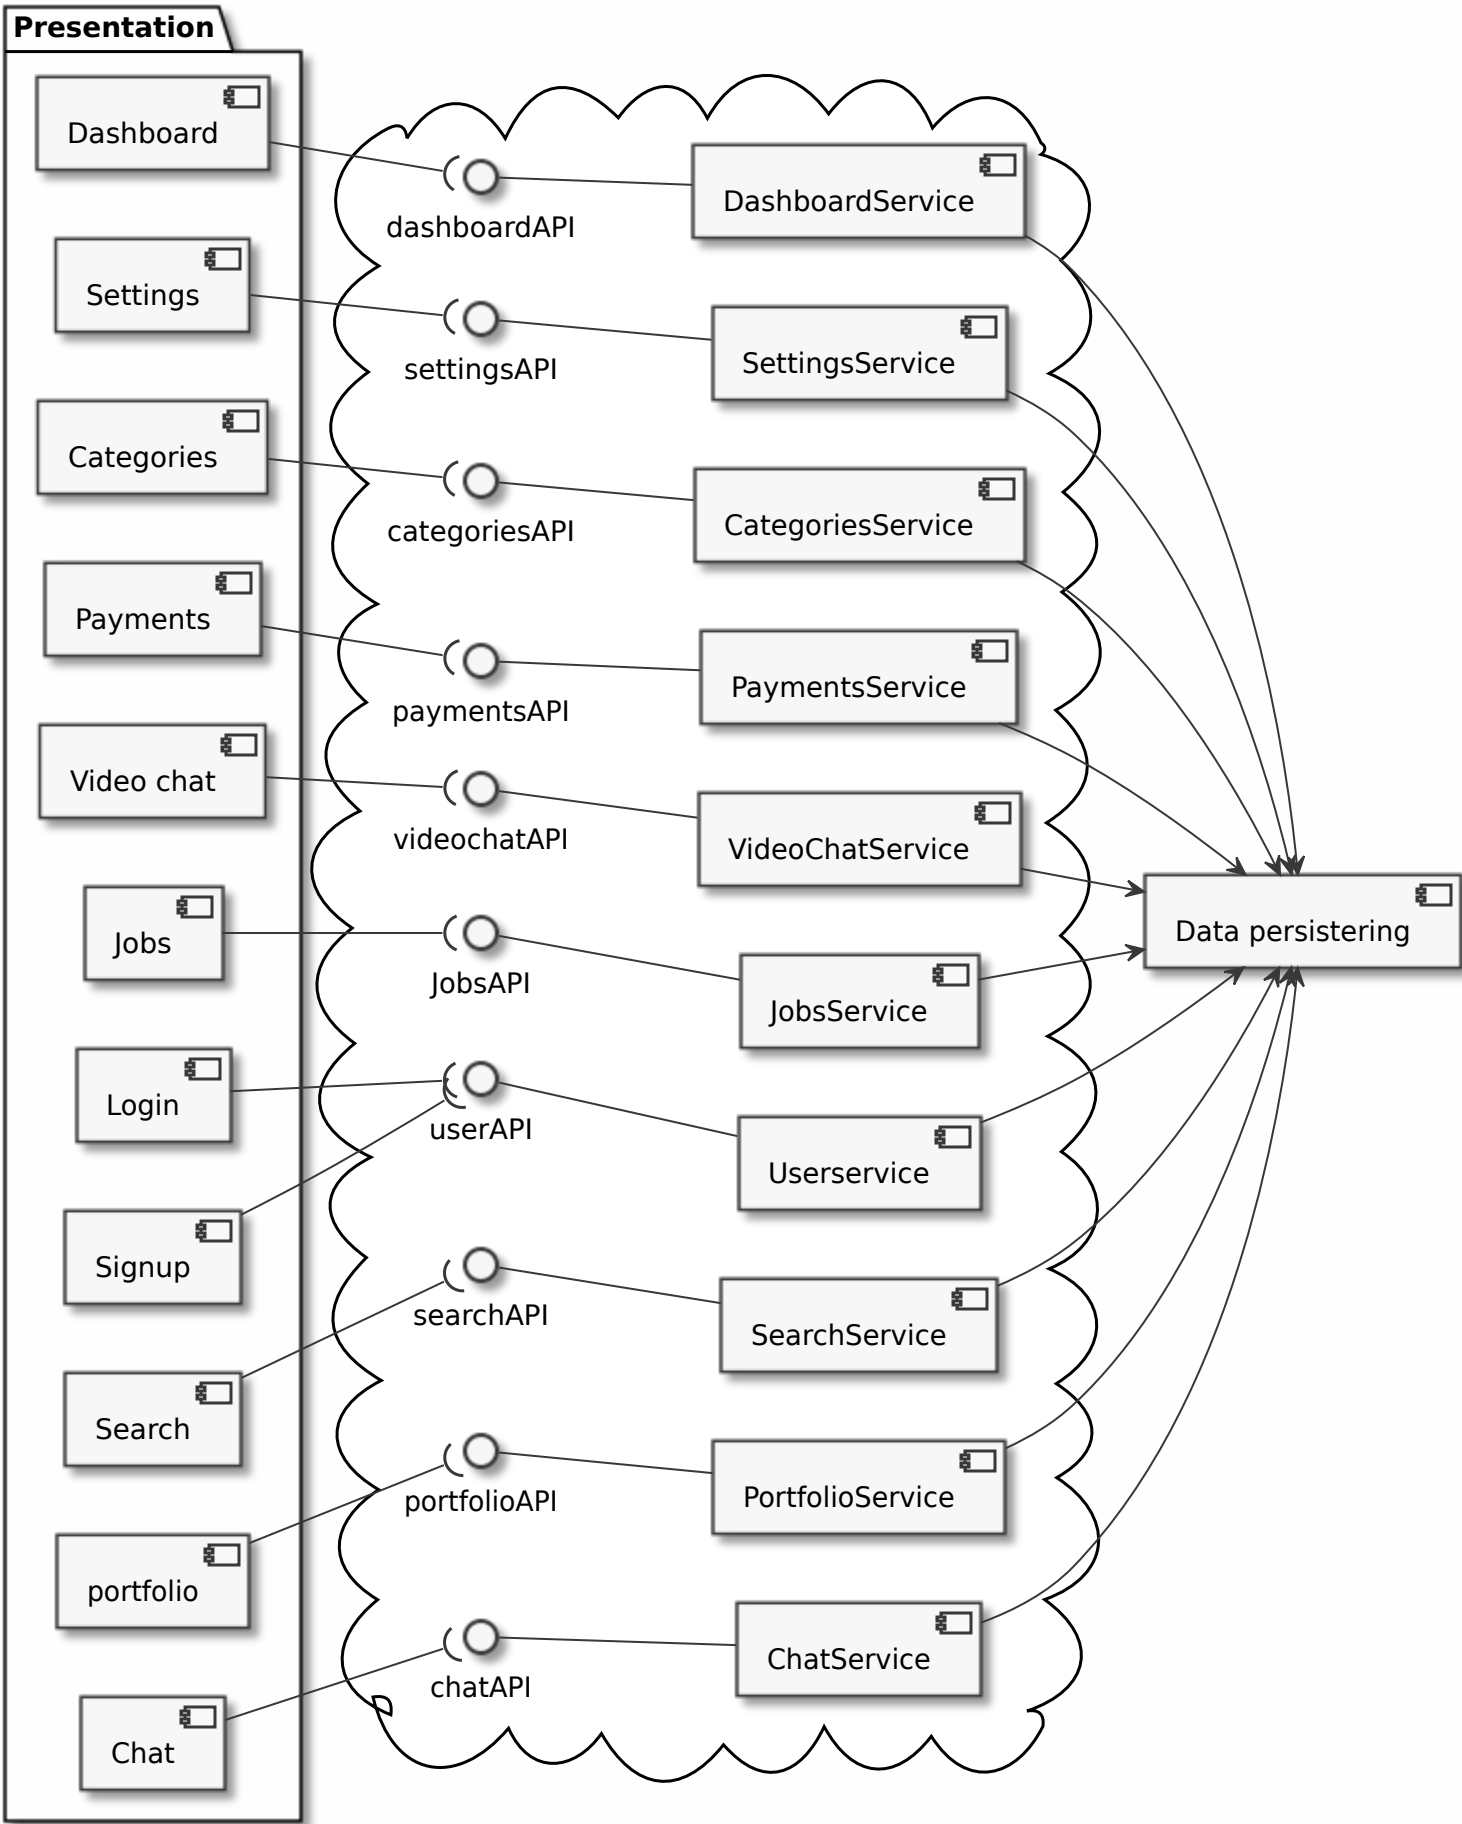 Presentation
Dashboard
dashboardAPI
DashboardService
Settings
settingsAPI
SettingsService
Categories
categoriesAPI
CategoriesService
Payments
paymentsAPI
PaymentsService
Video chat
videochatAPI
VideoChatService
Jobs
JobsAPI
JobsService
Data persistering
Login
userAPI
Userservice
Signup
searchAPI
SearchService
Search
portfolioAPI
PortfolioService
portfolio
chatAPI
ChatService
Chat